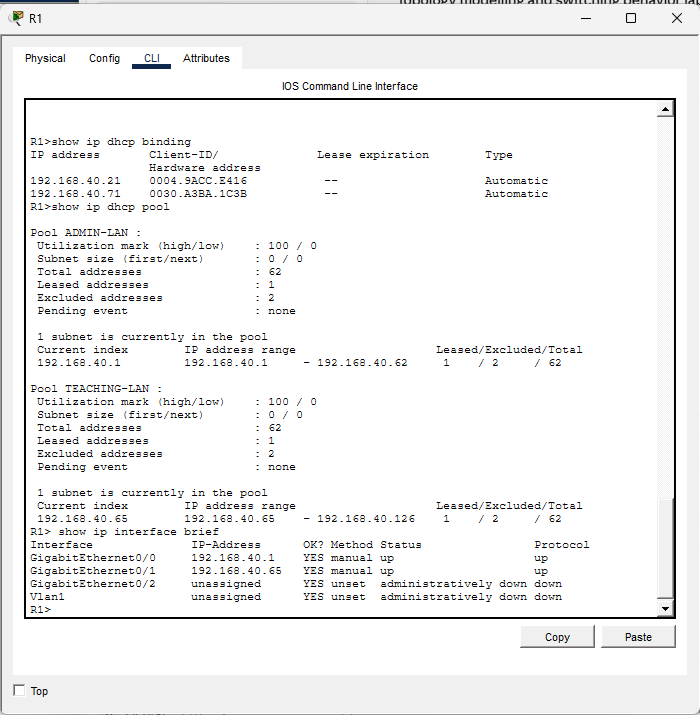 topology modelling and switching behavior
R1
Physical Config CLI Attributes
IOS Command Line Interface
R1>show ip dhcp binding
IP address Client-ID/ Lease expiration Type
Hardware address
192.168.40.21 0004.9ACC.E416 -- Automatic
192.168.40.71 0030.A3BA.1C3B -- Automatic
R1>show ip dhcp pool
Pool ADMIN-LAN :
Utilization mark (high/low) : 100 / 0
Subnet size (first/next) : 0 / 0
Total addresses : 62
Leased addresses : 1
Excluded addresses : 2
Pending event : none
1 subnet is currently in the pool
Current index IP address range Leased/Excluded/Total
192.168.40.1 192.168.40.1 - 192.168.40.62 1 / 2 / 62
Pool TEACHING-LAN :
Utilization mark (high/low) : 100 / 0
Subnet size (first/next) : 0 / 0
Total addresses : 62
Leased addresses : 1
Excluded addresses : 2
Pending event : none
1 subnet is currently in the pool
Current index IP address range Leased/Excluded/Total
192.168.40.65 192.168.40.65 - 192.168.40.126 1 / 2 / 62
R1> show ip interface brief
Interface IP-Address OK? Method Status Protocol
GigabitEthernet0/0 192.168.40.1 YES manual up up
GigabitEthernet0/1 192.168.40.65 YES manual up up
GigabitEthernet0/2 unassigned YES unset administratively down down
Vlan1 unassigned YES unset administratively down down
R1>
Copy Paste
Top